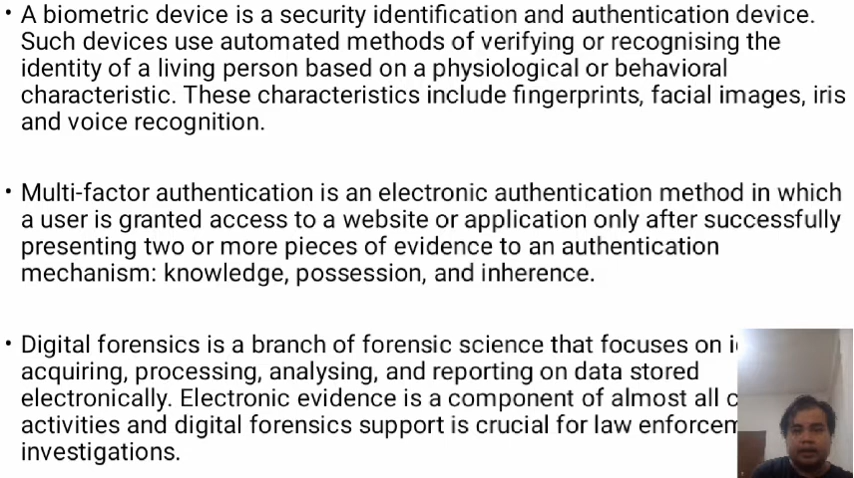 • A biometric device is a security identification and authentication device.
Such devices use automated methods of verifying or recognising the
identity of a living person based on a physiological or behavioral
characteristic. These characteristics include fingerprints, facial images, iris
and voice recognition.
• Multi-factor authentication is an electronic authentication method in which
a user is granted access to a website or application only after successfully
presenting two or more pieces of evidence to an authentication
mechanism: knowledge, possession, and inherence.
• Digital forensics is a branch of forensic science that focuses on
acquiring, processing, analysing, and reporting on data stored
electronically. Electronic evidence is a component of almost all
activities and digital forensics support is crucial for law
investigations.